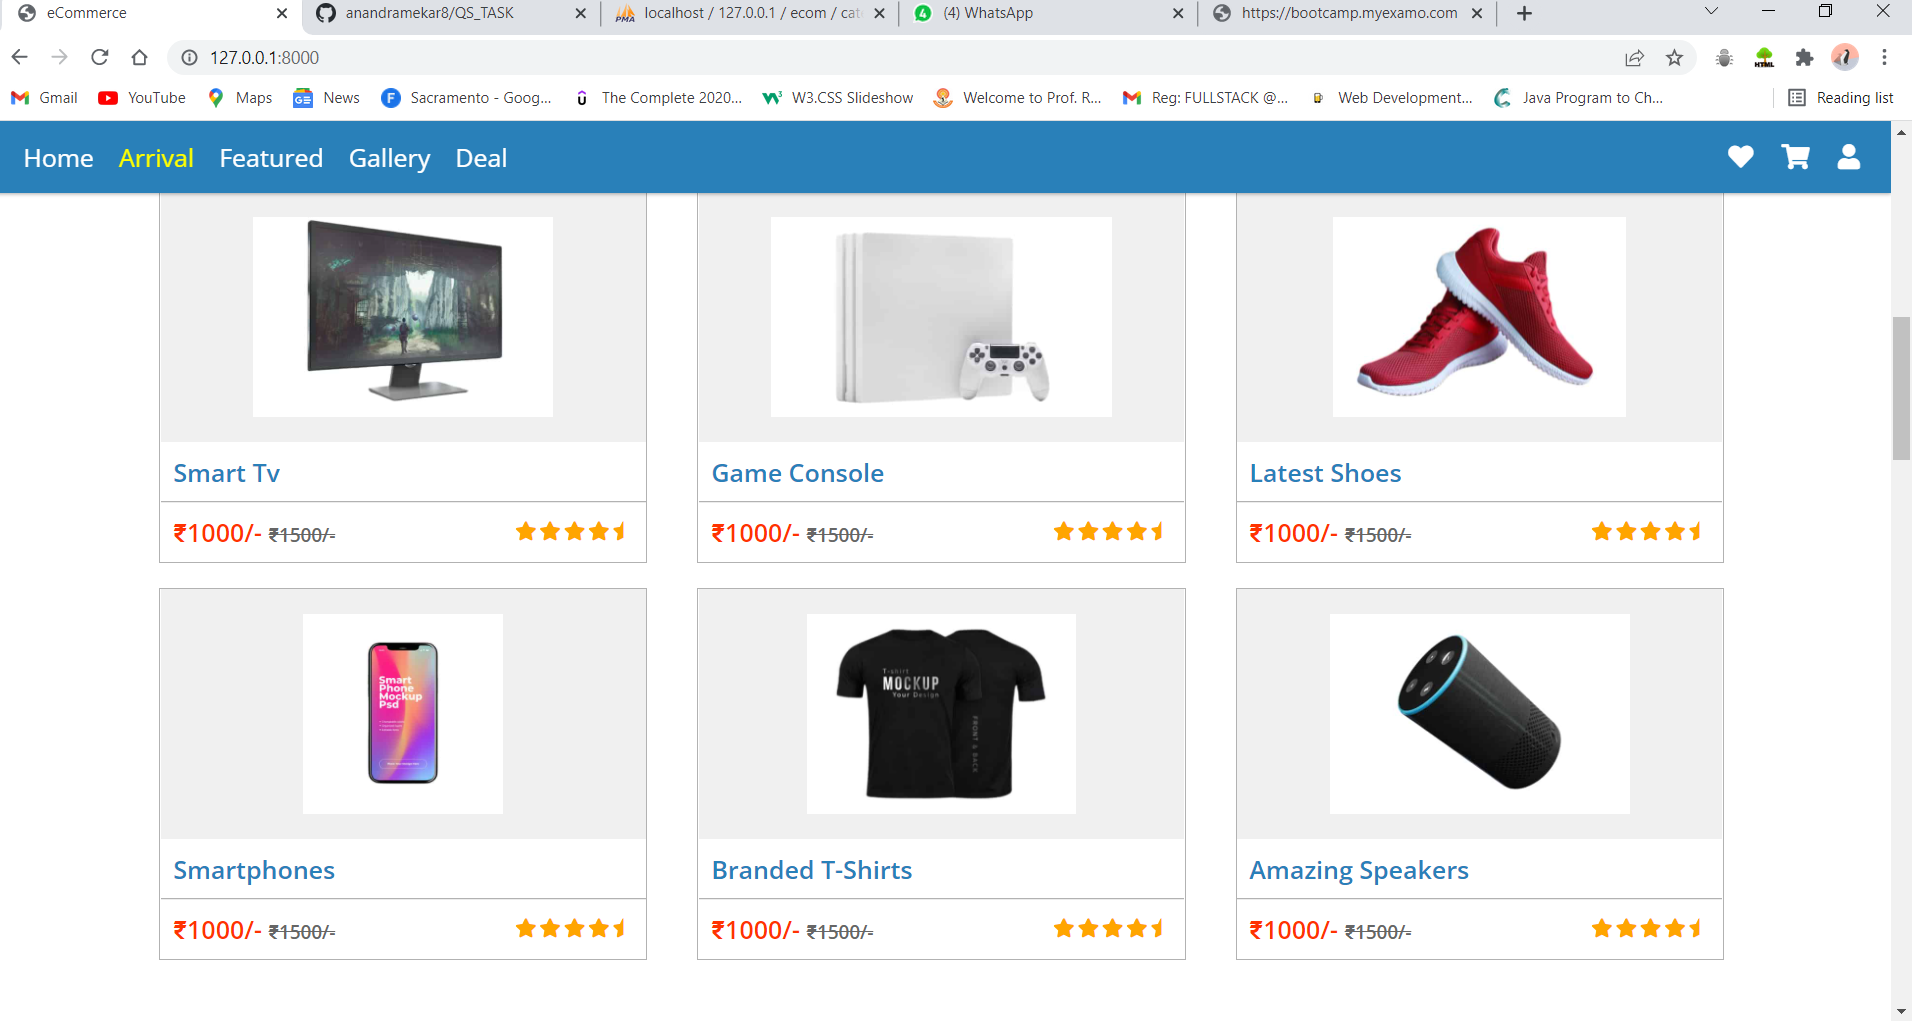 eCommerce
anandramekar8/QS_TASK
localhost / 127.0.0.1 / ecom / cat
4 (4) WhatsApp
https://bootcamp.myexamo.com
127.0.0.1:8000
Gmail YouTube Maps News Sacramento - Goog... The Complete 2020... W3.CSS Slideshow Welcome to Prof. R... Reg: FULLSTACK @... Web Development... Java Program to Ch... Reading list
Home Arrival Featured Gallery Deal
Smart Tv
₹1000/- ₹1500/-
Game Console
₹1000/- ₹1500/-
Latest Shoes
₹1000/- ₹1500/-
Smart
Phone
Mockup
Psd
Smartphones
₹1000/- ₹1500/-
T-shirt
MOCKUP
Your Design
FRONT & BACK
Branded T-Shirts
₹1000/- ₹1500/-
Amazing Speakers
₹1000/- ₹1500/-